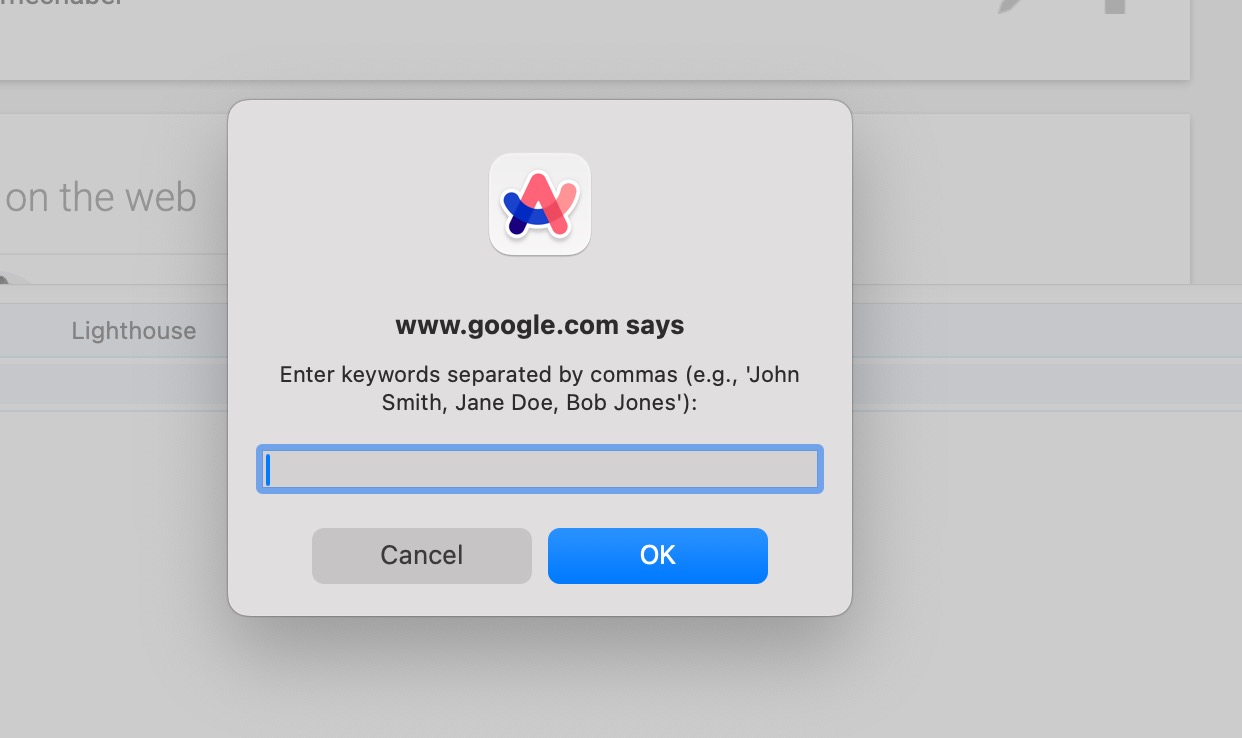 on the web
Lighthouse
www.google.com says
Enter keywords separated by commas (e.g., 'John
Smith, Jane Doe, Bob Jones'):
Cancel
OK